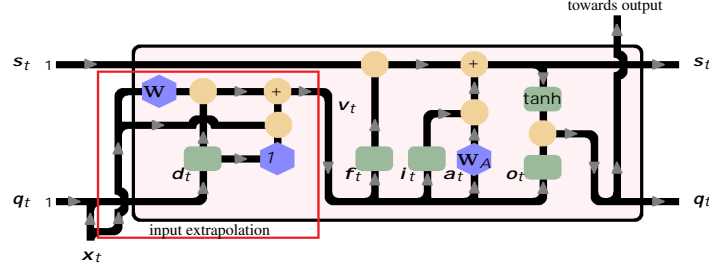 towards output
s_t 1
s_t
W
+
+
tanh
v_t
1
d_t
f_t
i_t
a_t
W_A
o_t
q_t 1
q_t
input extrapolation
x_t